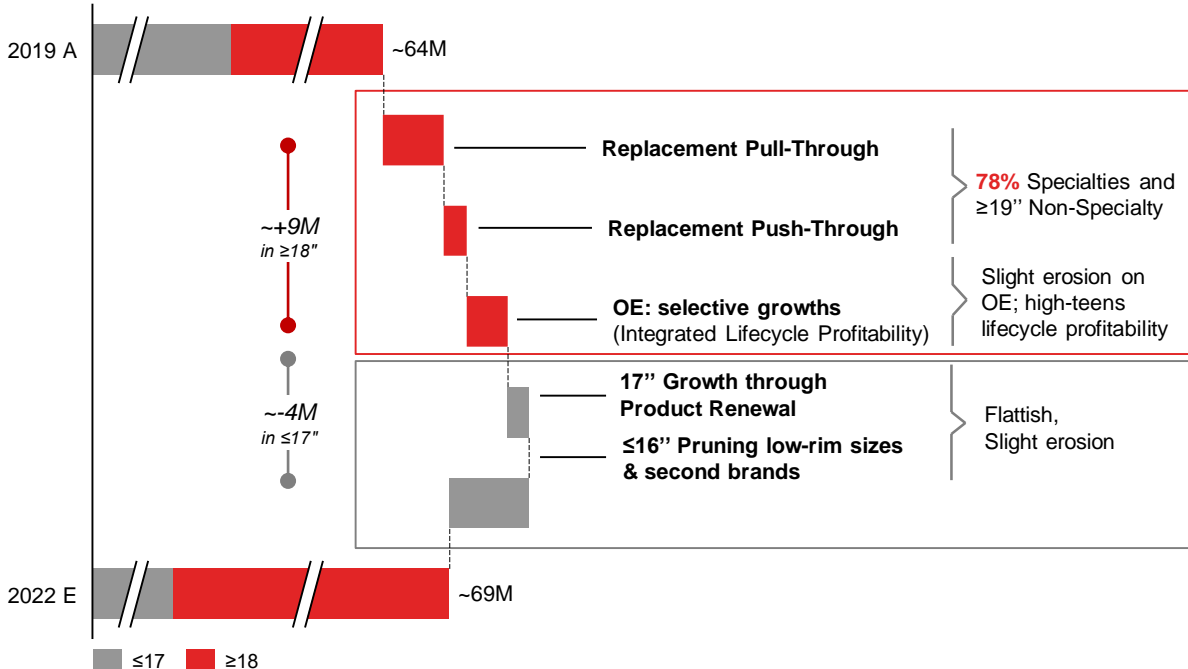 2019 A
~64M
Replacement Pull-Through
78% Specialties and
≥19’’ Non-Specialty
~+9M
in ≥18"
Replacement Push-Through
OE: selective growths
(Integrated Lifecycle Profitability)
Slight erosion on
OE; high-teens
lifecycle profitability
17’’ Growth through
Product Renewal
~-4M
in ≤17"
Flattish,
Slight erosion
≤16’’ Pruning low-rim sizes
& second brands
2022 E
~69M
≤17
≥18